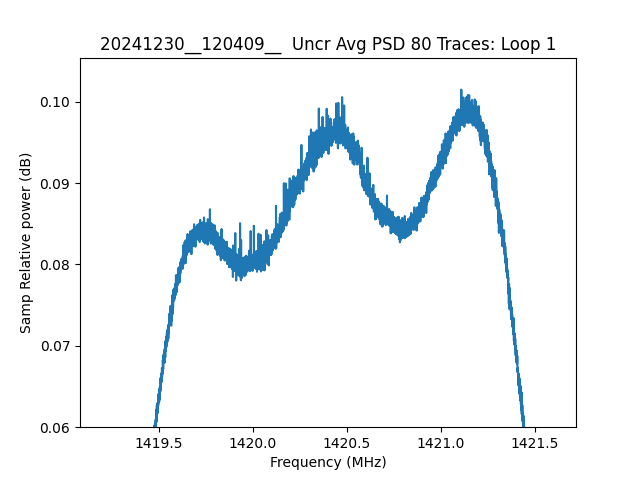 20241230__120409__  Uncr Avg PSD 80 Traces: Loop 1
Samp Relative power (dB)
0.10
0.09
0.08
0.07
0.06
1419.5 1420.0 1420.5 1421.0 1421.5
Frequency (MHz)